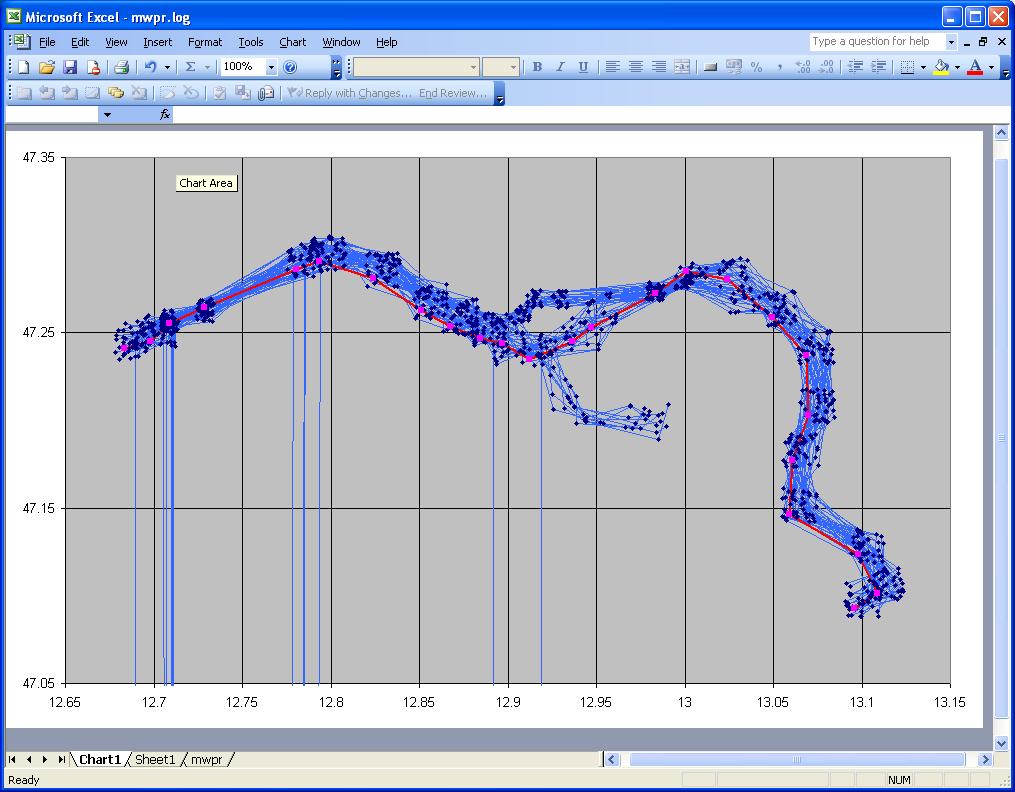 Microsoft Excel - mwpr.log
File Edit View Insert Format Tools Chart Window Help Type a question for help
Σ 100% B I U % ,
Reply with Changes... End Review...
fx
47.35
Chart Area
47.25
47.15
47.05
12.65 12.7 12.75 12.8 12.85 12.9 12.95 13 13.05 13.1 13.15
Chart1 Sheet1 mwpr
Ready NUM